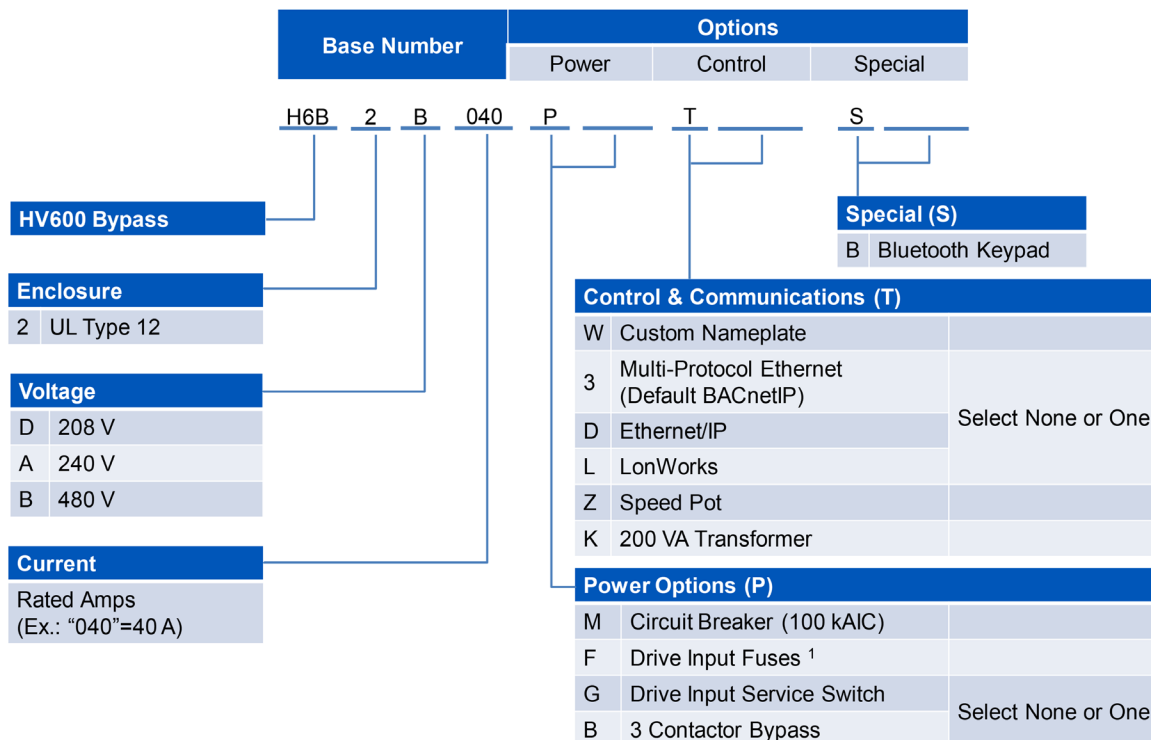 Base Number
Options
Power Control Special
H6B 2 B 040 P T S
HV600 Bypass
Enclosure
2 UL Type 12
Voltage
D 208 V
A 240 V
B 480 V
Current
Rated Amps
(Ex.: “040”=40 A)
Special (S)
B Bluetooth Keypad
Control & Communications (T)
W Custom Nameplate
3 Multi-Protocol Ethernet
(Default BACnetIP)
D Ethernet/IP
L LonWorks
Select None or One
Z Speed Pot
K 200 VA Transformer
Power Options (P)
M Circuit Breaker (100 kAIC)
F Drive Input Fuses ¹
G Drive Input Service Switch
B 3 Contactor Bypass
Select None or One